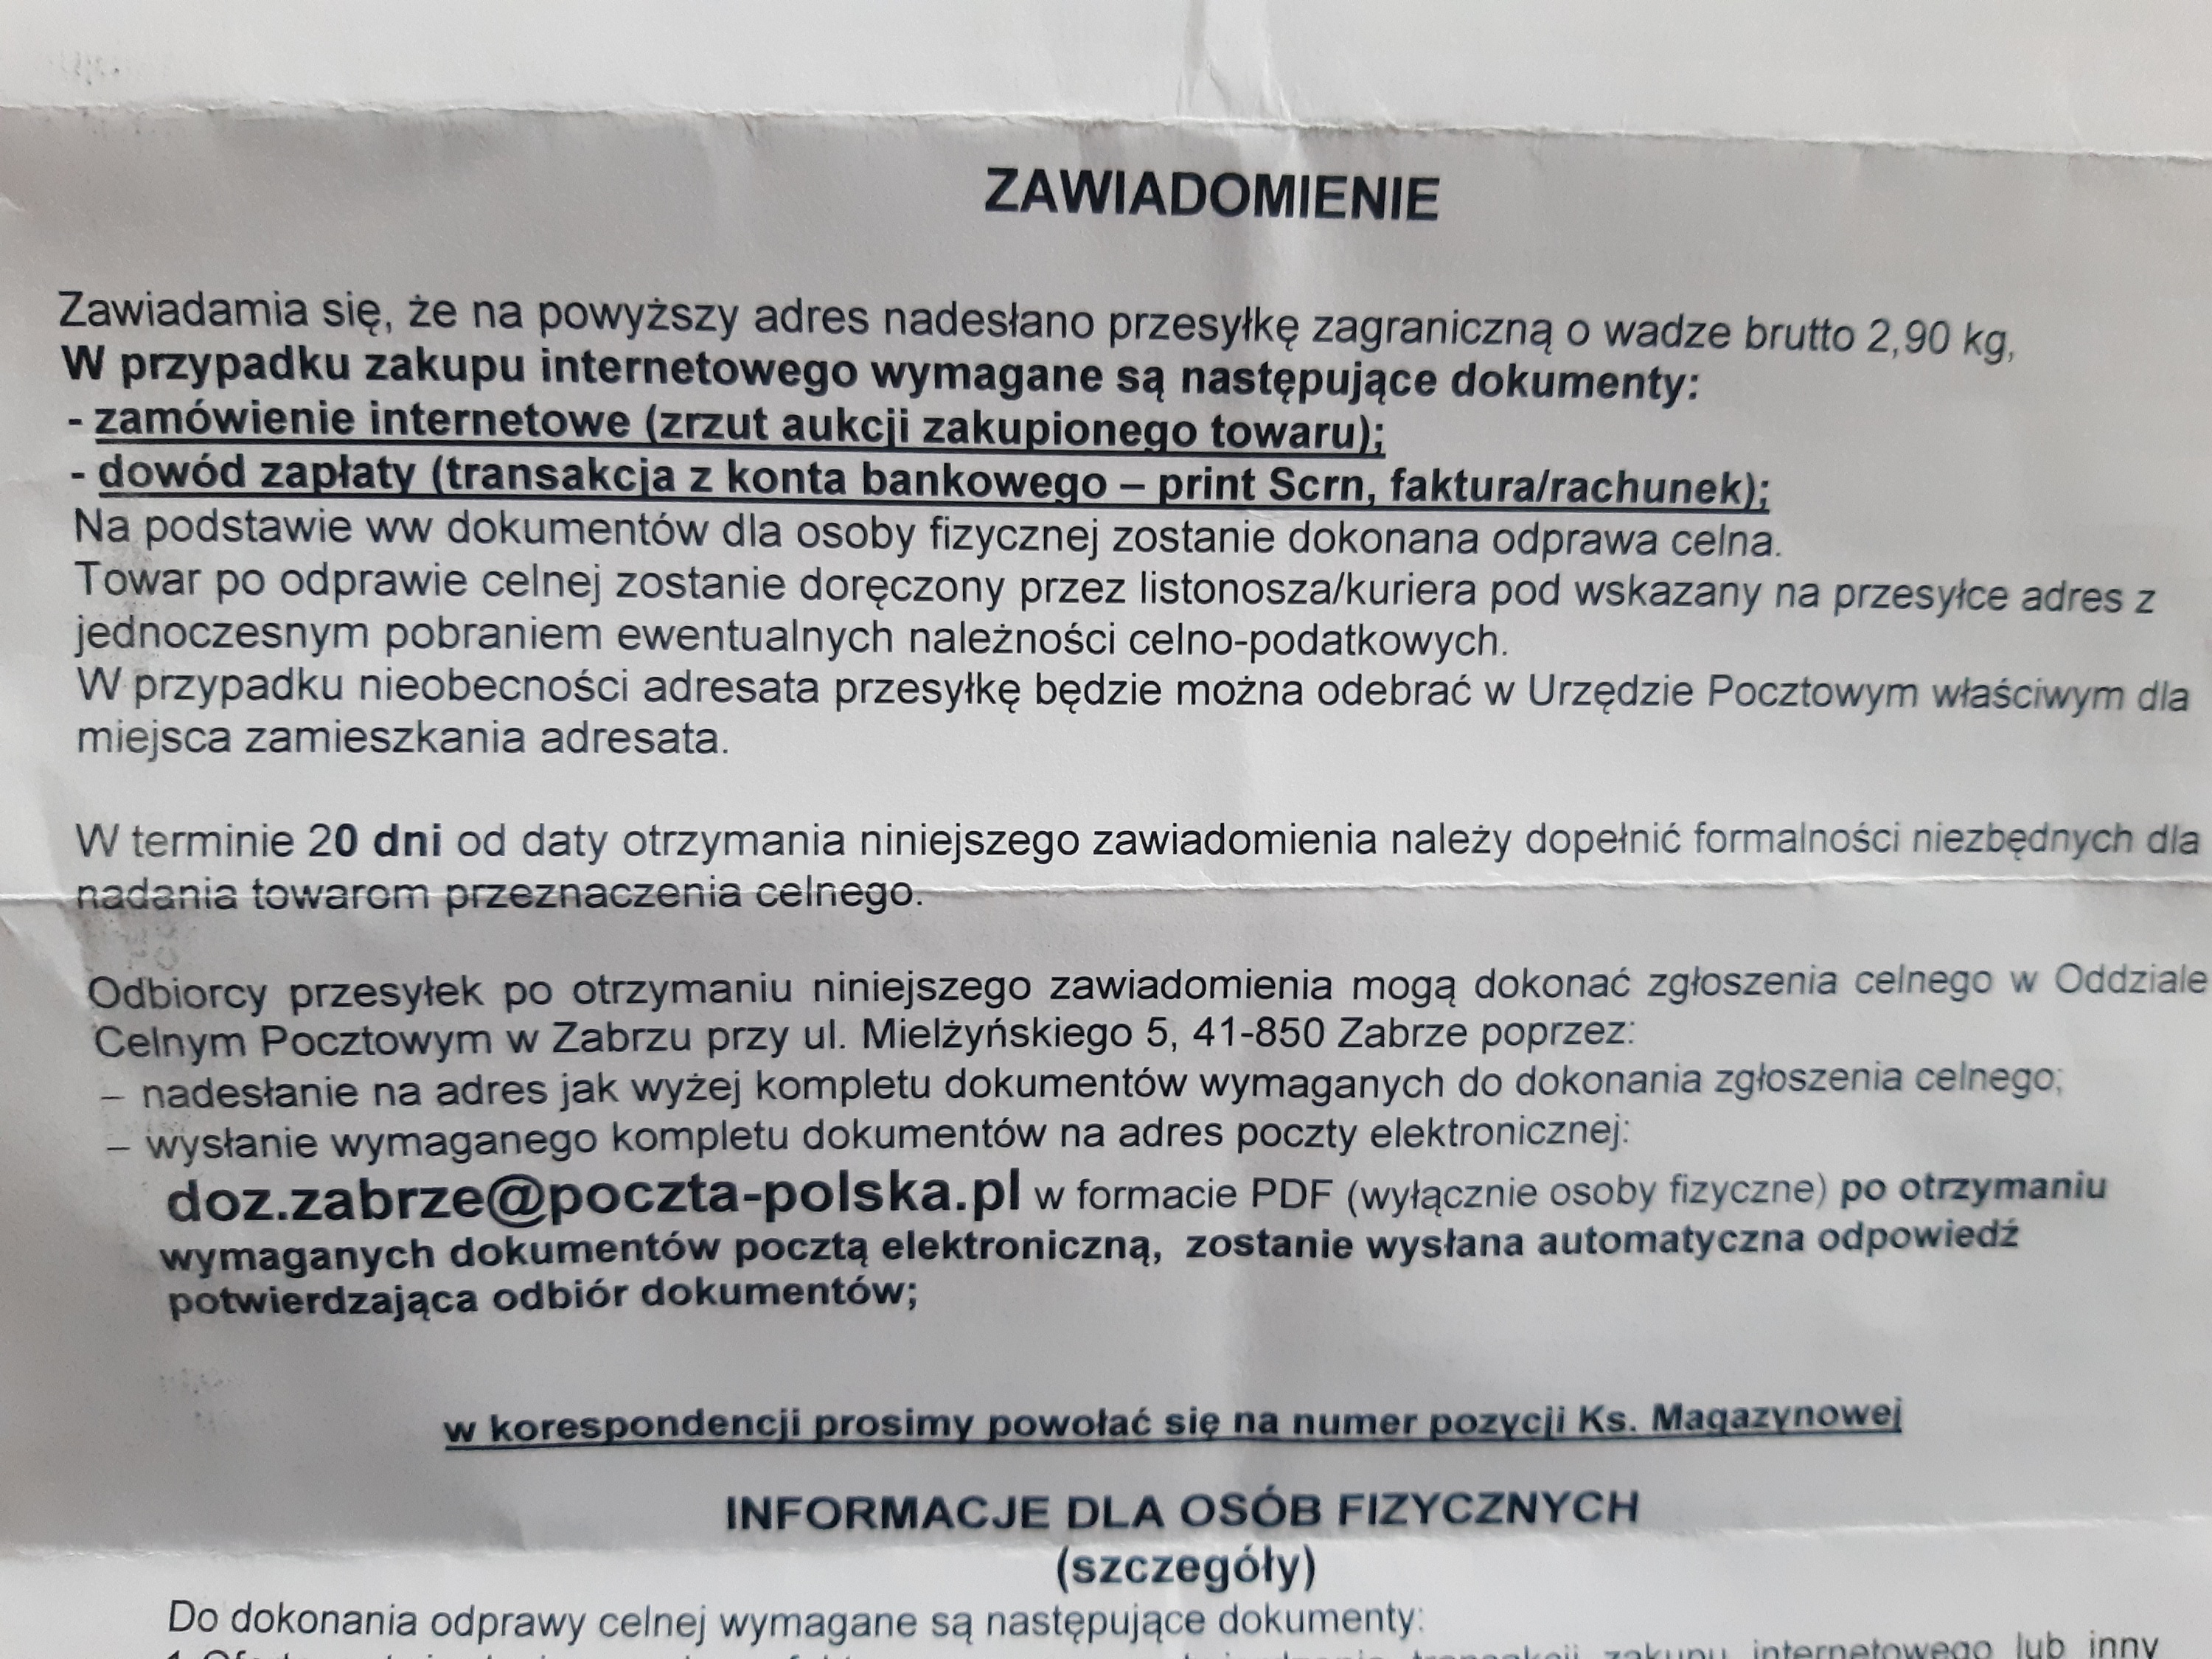 ZAWIADOMIENIE
Zawiadamia się, że na powyższy adres nadesłano przesyłkę zagraniczną o wadze brutto 2,90 kg,
W przypadku zakupu internetowego wymagane są następujące dokumenty:
- zamówienie internetowe (zrzut aukcji zakupionego towaru);
- dowód zapłaty (transakcja z konta bankowego – print Scrn, faktura/rachunek);
Na podstawie ww dokumentów dla osoby fizycznej zostanie dokonana odprawa celna.
Towar po odprawie celnej zostanie doręczony przez listonosza/kuriera pod wskazany na przesyłce adres z
jednoczesnym pobraniem ewentualnych należności celno-podatkowych.
W przypadku nieobecności adresata przesyłkę będzie można odebrać w Urzędzie Pocztowym właściwym dla
miejsca zamieszkania adresata.
W terminie 20 dni od daty otrzymania niniejszego zawiadomienia należy dopełnić formalności niezbędnych dla
nadania towarom przeznaczenia celnego.
Odbiorcy przesyłek po otrzymaniu niniejszego zawiadomienia mogą dokonać zgłoszenia celnego w Oddziale
Celnym Pocztowym w Zabrzu przy ul. Mielżyńskiego 5, 41-850 Zabrze poprzez:
– nadesłanie na adres jak wyżej kompletu dokumentów wymaganych do dokonania zgłoszenia celnego;
– wysłanie wymaganego kompletu dokumentów na adres poczty elektronicznej:
doz.zabrze@poczta-polska.pl w formacie PDF (wyłącznie osoby fizyczne) po otrzymaniu
wymaganych dokumentów pocztą elektroniczną, zostanie wysłana automatyczna odpowiedź
potwierdzająca odbiór dokumentów;
w korespondencji prosimy powołać się na numer pozycji Ks. Magazynowej
INFORMACJE DLA OSÓB FIZYCZNYCH
(szczegóły)
Do dokonania odprawy celnej wymagane są następujące dokumenty:
transakcji zakupu internetowego lub inny